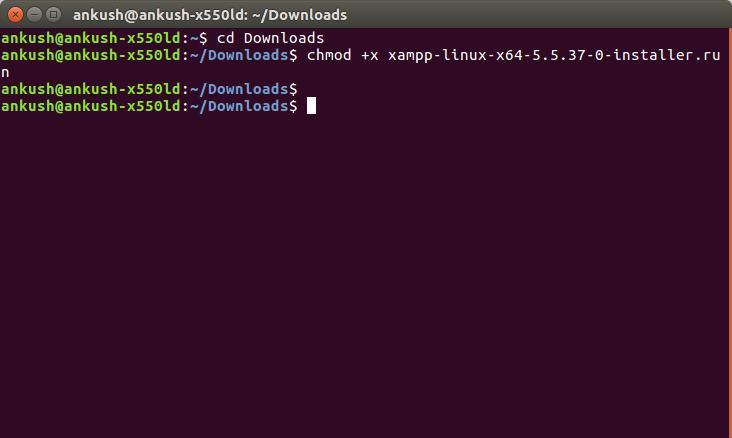 ankush@ankush-x550ld: ~/Downloads
ankush@ankush-x550ld:~$ cd Downloads
ankush@ankush-x550ld:~/Downloads$ chmod +x xampp-linux-x64-5.5.37-0-installer.ru
n
ankush@ankush-x550ld:~/Downloads$
ankush@ankush-x550ld:~/Downloads$